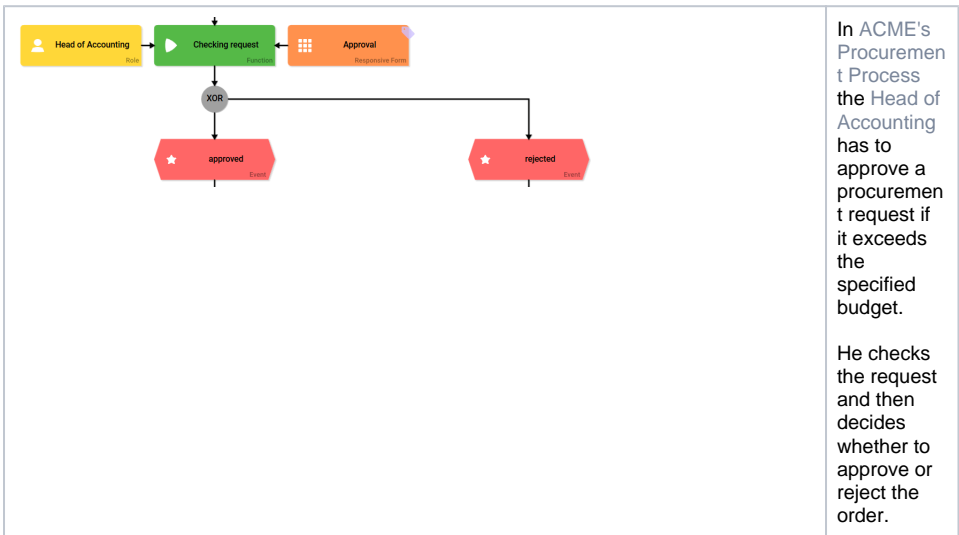 Head of Accounting
Role
Checking request
Function
Approval
Responsive Form
XOR
approved
Event
rejected
Event
In ACME's
Procuremen
t Process
the Head of
Accounting
has to
approve a
procuremen
t request if
it exceeds
the
specified
budget.
He checks
the request
and then
decides
whether to
approve or
reject the
order.